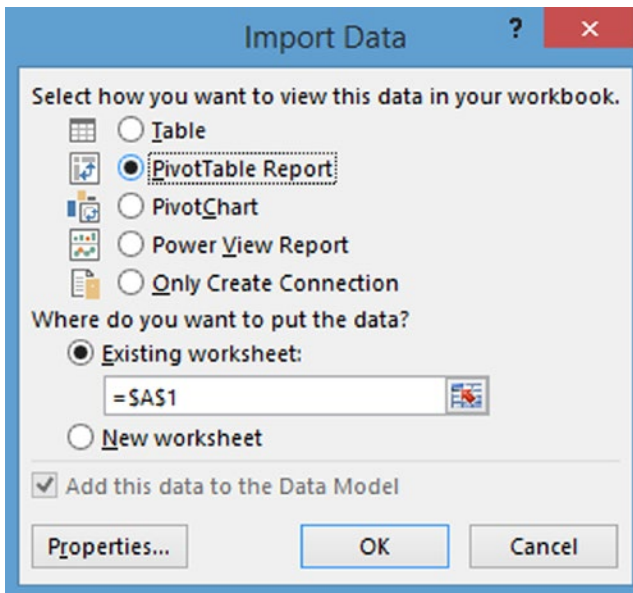 Import Data
?
×
Select how you want to view this data in your workbook.
Table
PivotTable Report
PivotChart
Power View Report
Only Create Connection
Where do you want to put the data?
Existing worksheet:
=$A$1
New worksheet
Add this data to the Data Model
Properties... OK Cancel